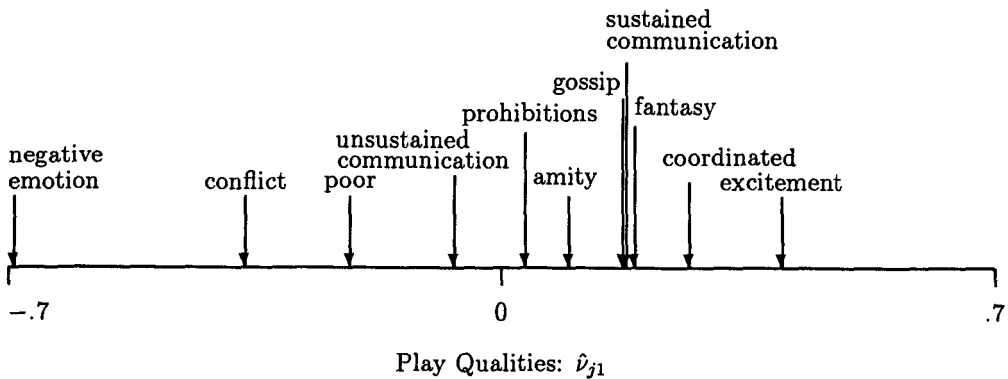 sustained
communication
gossip
fantasy
prohibitions
unsustained
communication
negative
emotion
conflict
poor
amity
coordinated
excitement
−.7
0
.7
Play Qualities: ν̂j1